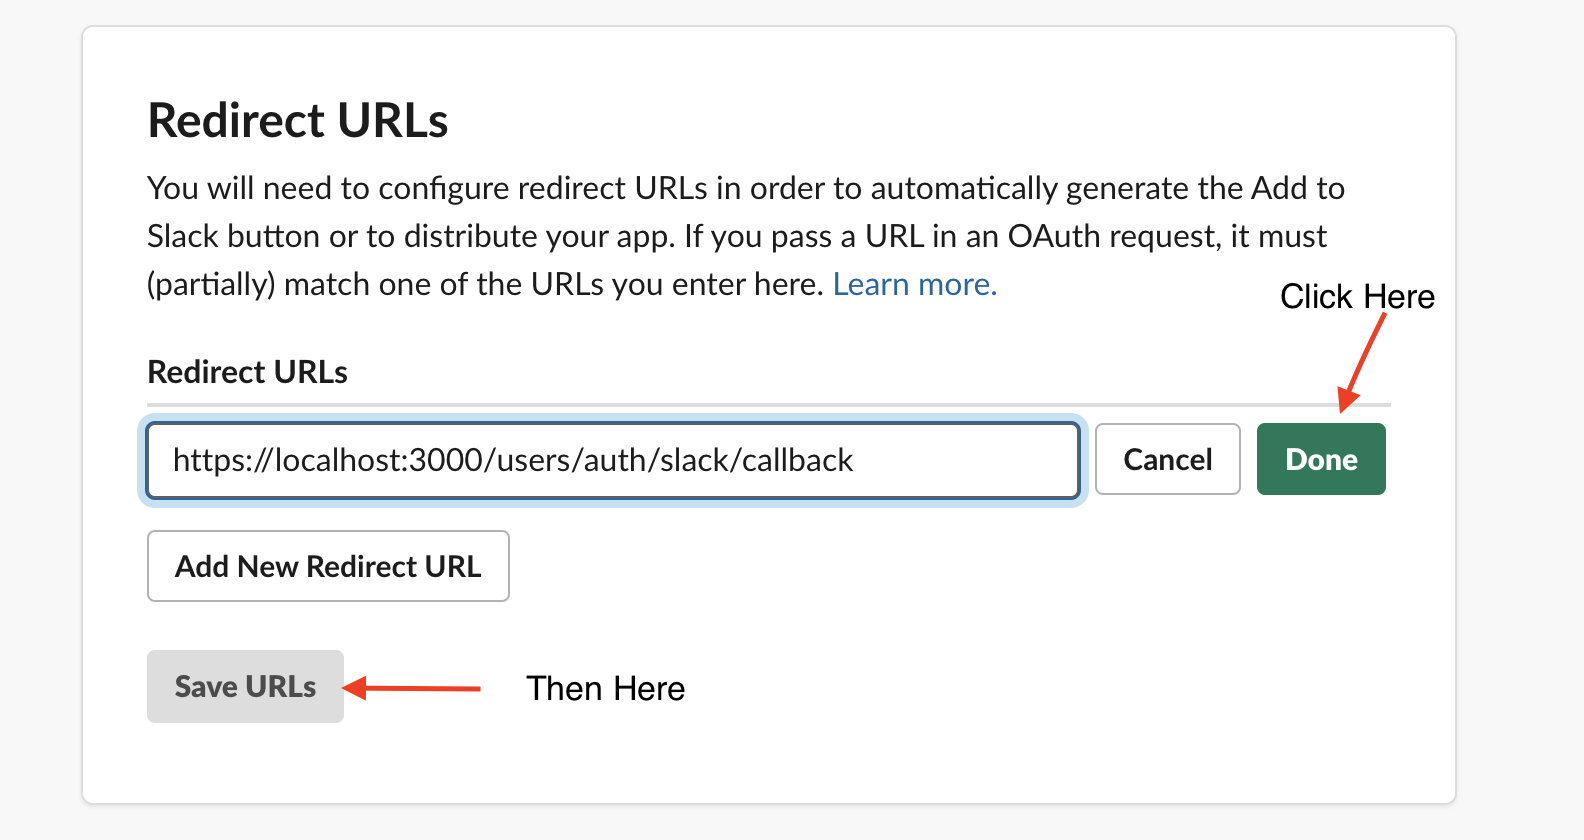 Redirect URLs
You will need to configure redirect URLs in order to automatically generate the Add to
Slack button or to distribute your app. If you pass a URL in an OAuth request, it must
(partially) match one of the URLs you enter here. Learn more.
Click Here
Redirect URLs
https://localhost:3000/users/auth/slack/callback
Cancel
Done
Add New Redirect URL
Save URLs
Then Here